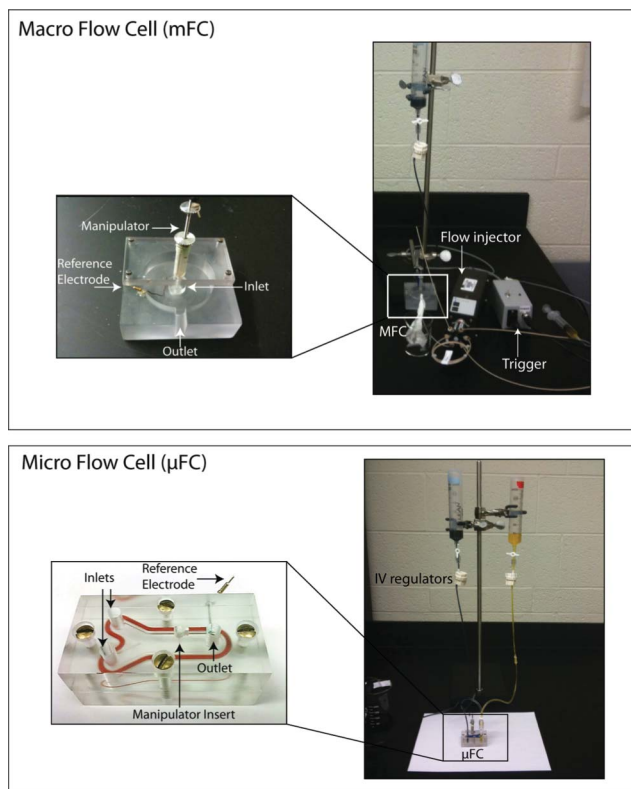 Macro Flow Cell (mFC)
Manipulator
Reference
Electrode
Inlet
Outlet
Flow injector
MFC
Trigger
Micro Flow Cell (μFC)
Reference
Electrode
Inlets
Outlet
Manipulator Insert
IV regulators
μFC